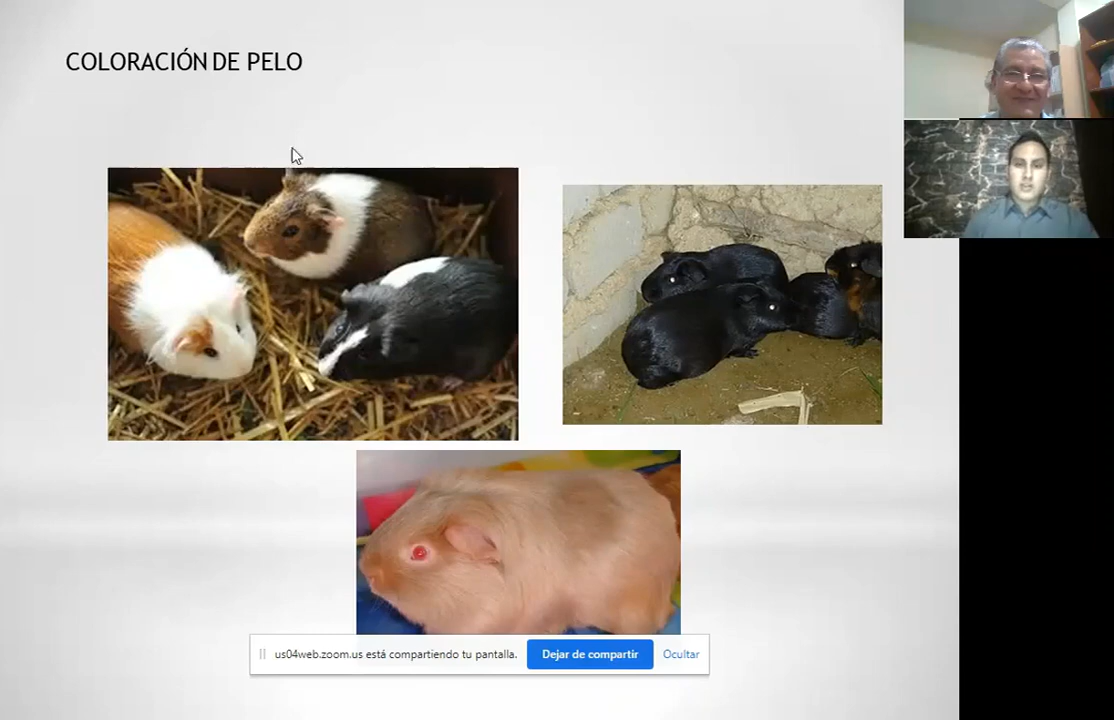 COLORACIÓN DE PELO
us04web.zoom.us está compartiendo tu pantalla.
Dejar de compartir
Ocultar